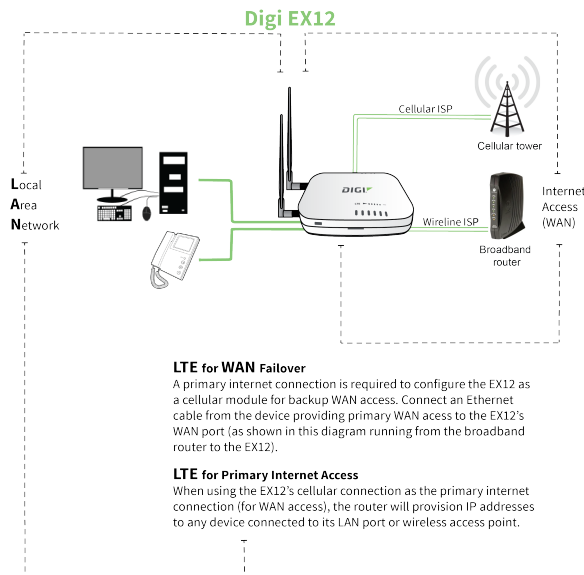 Digi EX12
Cellular ISP
Cellular tower
DIGI
Local
Area
Network
Internet
Access
(WAN)
Wireline ISP
Broadband
router
LTE for WAN Failover
A primary internet connection is required to configure the EX12 as
a cellular module for backup WAN access. Connect an Ethernet
cable from the device providing primary WAN acess to the EX12's
WAN port (as shown in this diagram running from the broadband
router to the EX12).
LTE for Primary Internet Access
When using the EX12's cellular connection as the primary internet
connection (for WAN access), the router will provision IP addresses
to any device connected to its LAN port or wireless access point.